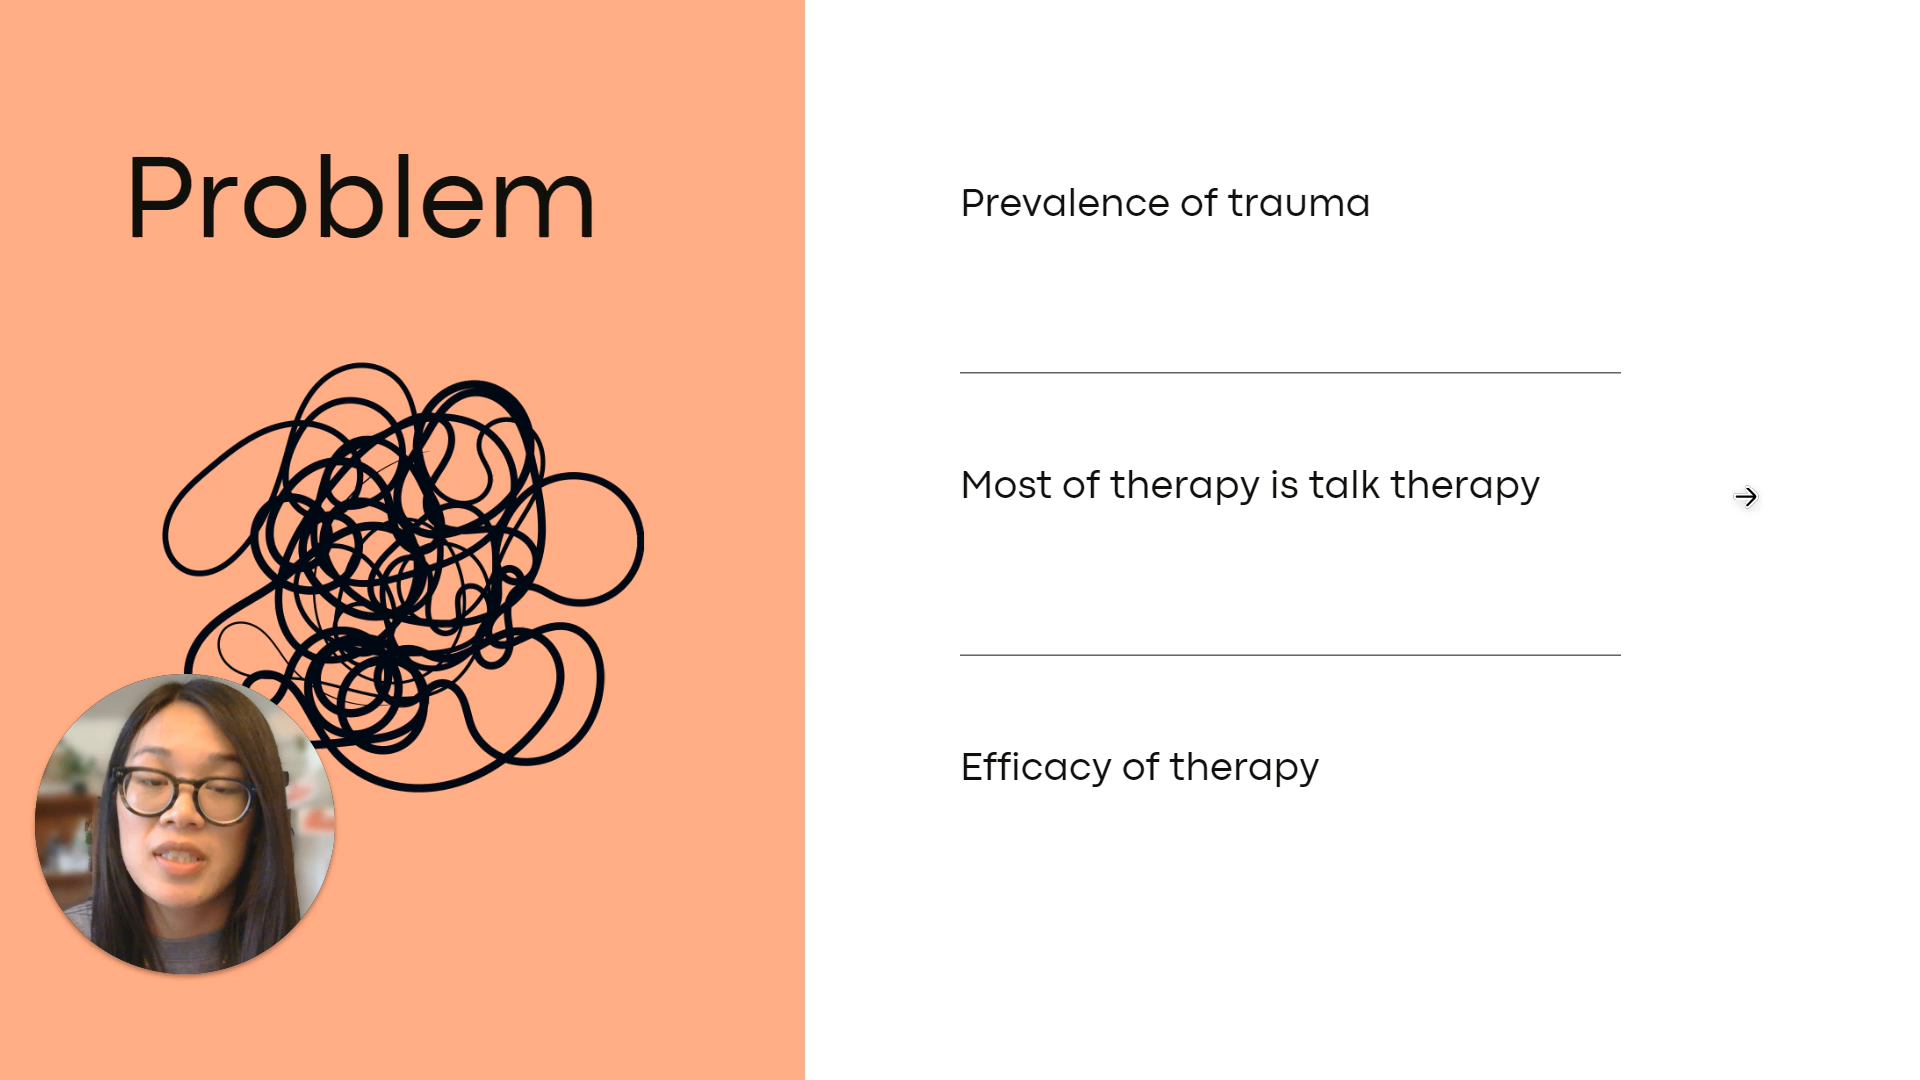 Problem
Prevalence of trauma
Most of therapy is talk therapy
Efficacy of therapy